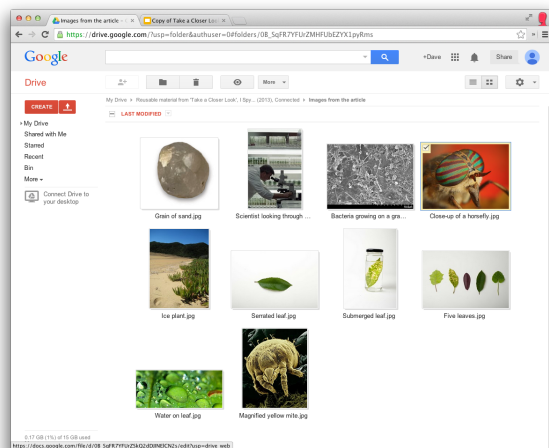 Images from the article -
Copy of Take a Closer Loo
https://drive.google.com/?usp=folder&authuser=0#folders/0B_SqFR7YFUrZMHFUbEZYX1pyRms
Google
+Dave
Share
Drive
More
CREATE
My Drive
Shared with Me
Starred
Recent
Bin
More
Connect Drive to
your desktop
My Drive
Reusable material from 'Take a Closer Look', I Spy ... (2013), Connected
Images from the article
LAST MODIFIED
Grain of sand.jpg
Scientist looking through ...
Bacteria growing on a gra...
Close-up of a horsefly.jpg
Ice plant.jpg
Serrated leaf.jpg
Submerged leaf.jpg
Five leaves.jpg
Water on leaf.jpg
Magnified yellow mite.jpg
0.17 GB (1%) of 15 GB used